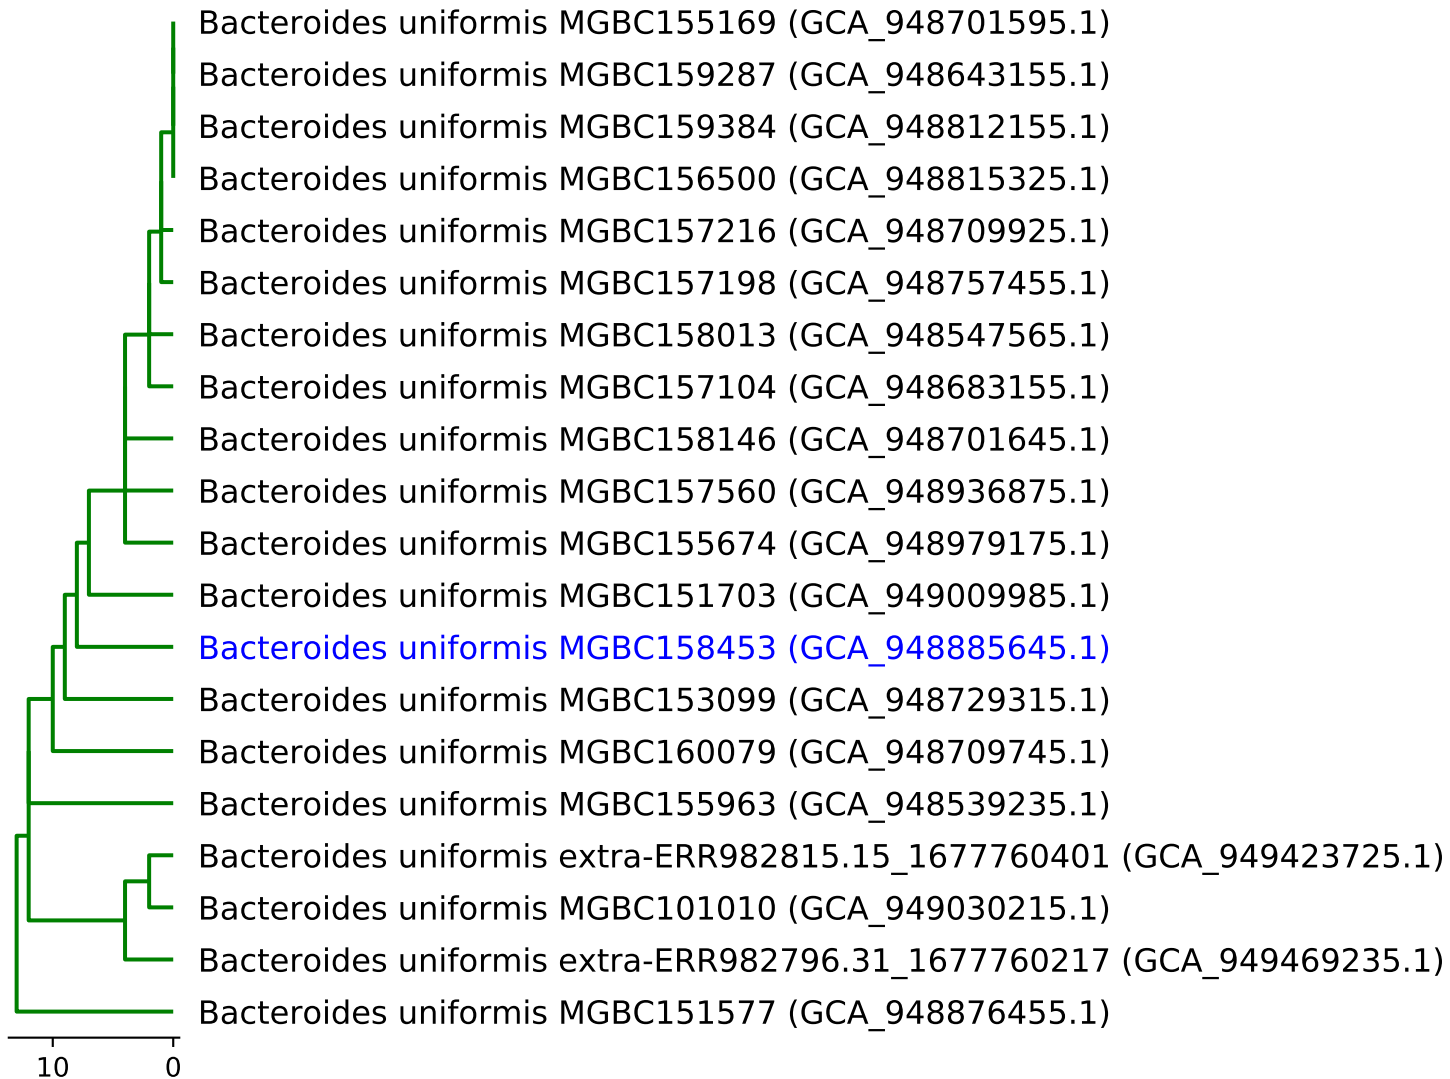 Bacteroides uniformis MGBC155169 (GCA_948701595.1)
Bacteroides uniformis MGBC159287 (GCA_948643155.1)
Bacteroides uniformis MGBC159384 (GCA_948812155.1)
Bacteroides uniformis MGBC156500 (GCA_948815325.1)
Bacteroides uniformis MGBC157216 (GCA_948709925.1)
Bacteroides uniformis MGBC157198 (GCA_948757455.1)
Bacteroides uniformis MGBC158013 (GCA_948547565.1)
Bacteroides uniformis MGBC157104 (GCA_948683155.1)
Bacteroides uniformis MGBC158146 (GCA_948701645.1)
Bacteroides uniformis MGBC157560 (GCA_948936875.1)
Bacteroides uniformis MGBC155674 (GCA_948979175.1)
Bacteroides uniformis MGBC151703 (GCA_949009985.1)
Bacteroides uniformis MGBC158453 (GCA_948885645.1)
Bacteroides uniformis MGBC153099 (GCA_948729315.1)
Bacteroides uniformis MGBC160079 (GCA_948709745.1)
Bacteroides uniformis MGBC155963 (GCA_948539235.1)
Bacteroides uniformis extra-ERR982815.15_1677760401 (GCA_949423725.1)
Bacteroides uniformis MGBC101010 (GCA_949030215.1)
Bacteroides uniformis extra-ERR982796.31_1677760217 (GCA_949469235.1)
Bacteroides uniformis MGBC151577 (GCA_948876455.1)
10 0